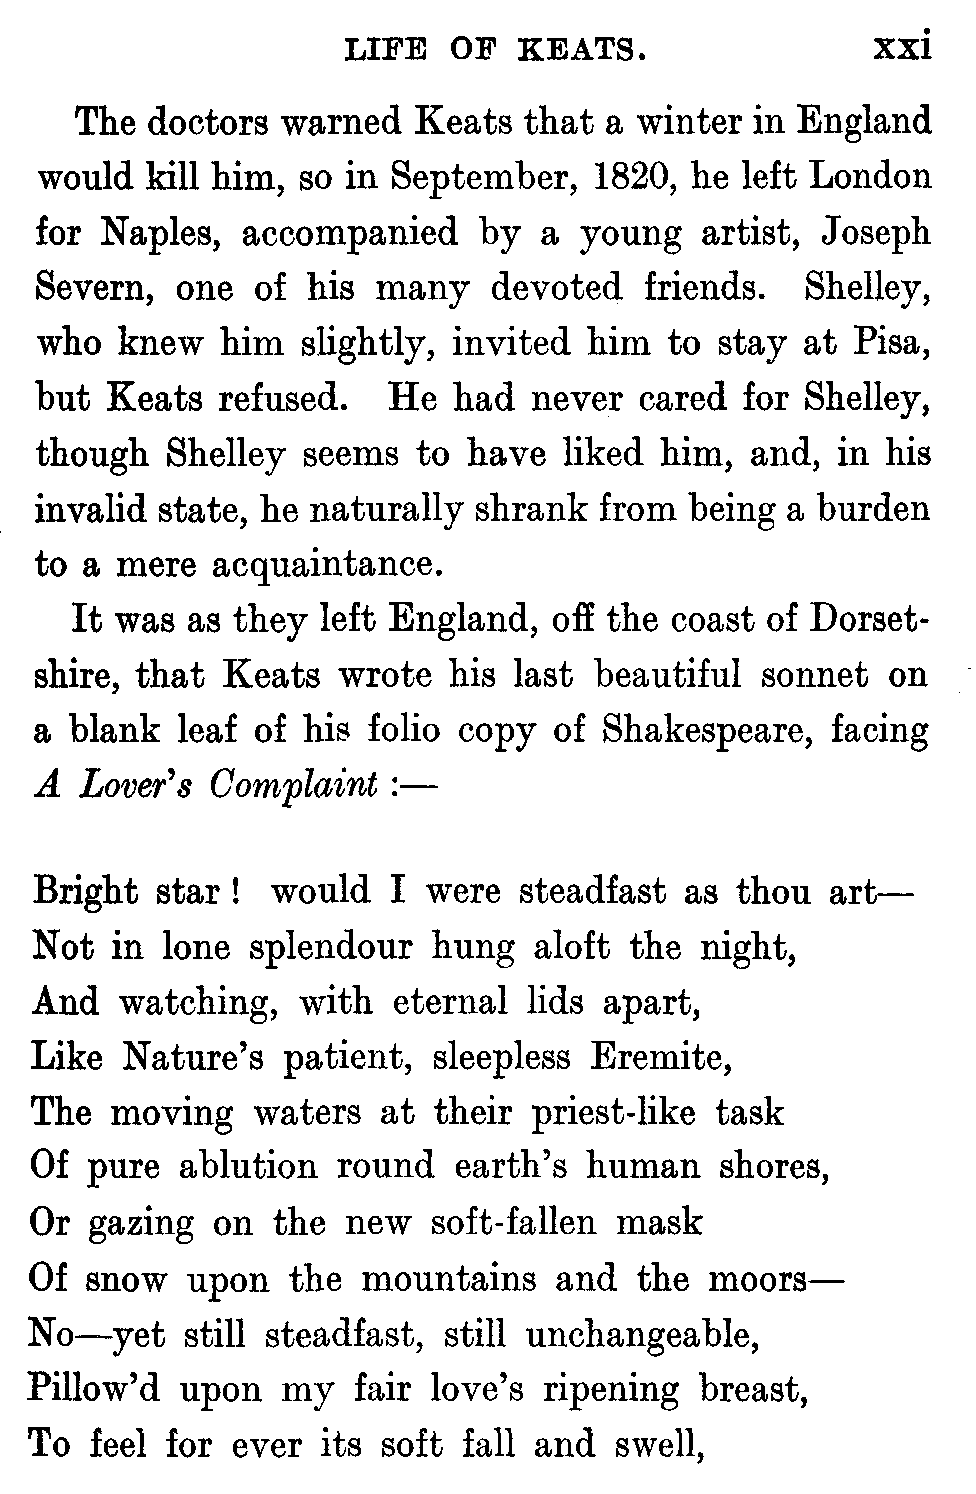 LIFE OF KEATS. xxi
The doctors warned Keats that a winter in England
would kill him, so in September, 1820, he left London
for Naples, accompanied by a young artist, Joseph
Severn, one of his many devoted friends. Shelley,
who knew him slightly, invited him to stay at Pisa,
but Keats refused. He had never cared for Shelley,
though Shelley seems to have liked him, and, in his
invalid state, he naturally shrank from being a burden
to a mere acquaintance.
It was as they left England, off the coast of Dorset-
shire, that Keats wrote his last beautiful sonnet on
a blank leaf of his folio copy of Shakespeare, facing
A Lover's Complaint :—
Bright star ! would I were steadfast as thou art—
Not in lone splendour hung aloft the night,
And watching, with eternal lids apart,
Like Nature's patient, sleepless Eremite,
The moving waters at their priest-like task
Of pure ablution round earth's human shores,
Or gazing on the new soft-fallen mask
Of snow upon the mountains and the moors—
No—yet still steadfast, still unchangeable,
Pillow'd upon my fair love's ripening breast,
To feel for ever its soft fall and swell,